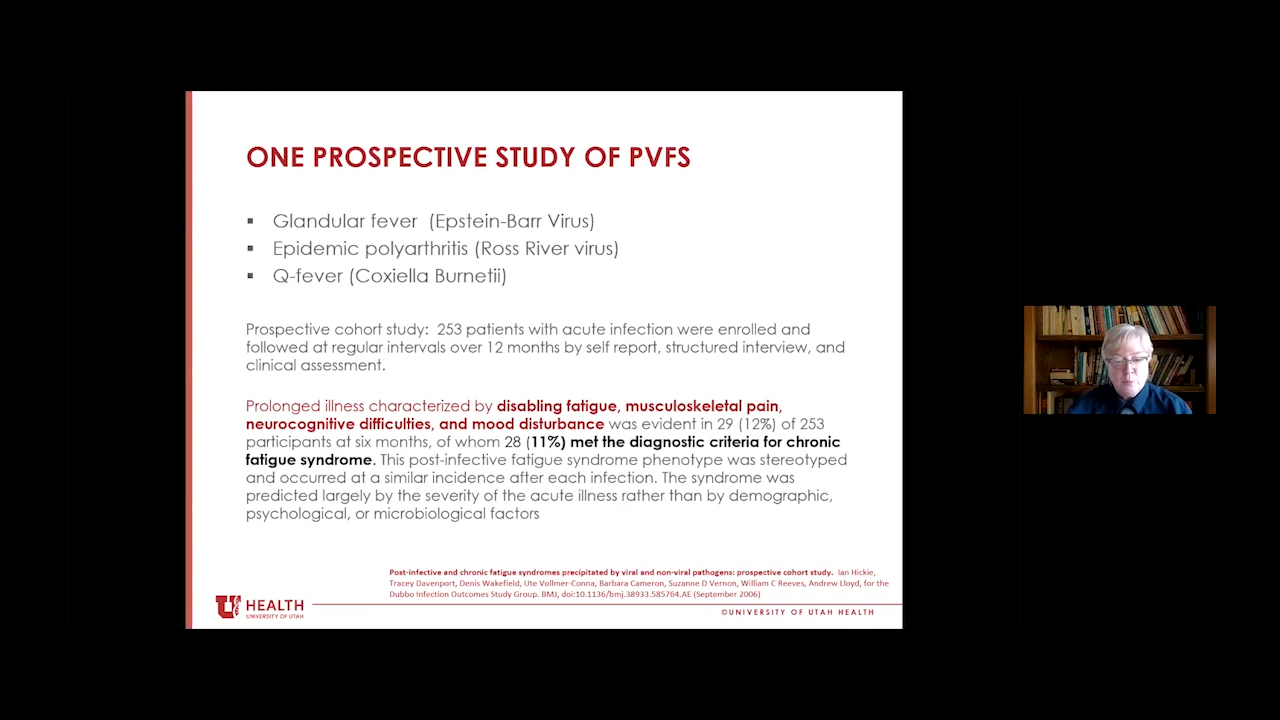 ONE PROSPECTIVE STUDY OF PVFS
▪ Glandular fever (Epstein-Barr Virus)
▪ Epidemic polyarthritis (Ross River virus)
▪ Q-fever (Coxiella Burnetii)
Prospective cohort study: 253 patients with acute infection were enrolled and
followed at regular intervals over 12 months by self report, structured interview, and
clinical assessment.
Prolonged illness characterized by disabling fatigue, musculoskeletal pain,
neurocognitive difficulties, and mood disturbance was evident in 29 (12%) of 253
participants at six months, of whom 28 (11%) met the diagnostic criteria for chronic
fatigue syndrome. This post-infective fatigue syndrome phenotype was stereotyped
and occurred at a similar incidence after each infection. The syndrome was
predicted largely by the severity of the acute illness rather than by demographic,
psychological, or microbiological factors
Post-infective and chronic fatigue syndromes precipitated by viral and non-viral pathogens: prospective cohort study. Ian Hickie,
Tracey Davenport, Denis Wakefield, Ute Vollmer-Conna, Barbara Cameron, Suzanne D Vernon, William C Reeves, Andrew Lloyd, for the
Dubbo Infection Outcomes Study Group. BMJ, doi:10.1136/bmj.38933.585764.AE (September 2006)
U HEALTH
UNIVERSITY OF UTAH
©UNIVERSITY OF UTAH HEALTH